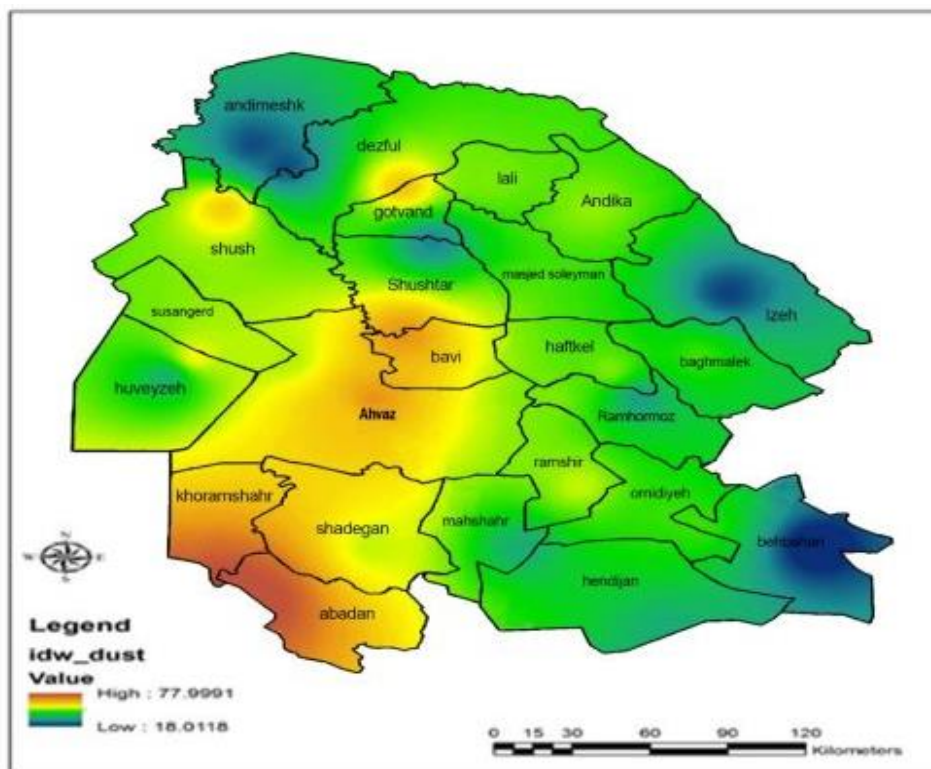 andimeshk
dezful
lali
Andika
gotvand
shush
masjed soleyman
Shushtar
susangerd
Izeh
bavi
haftkel
baghmalek
huveyzeh
Ahvaz
Ramhormoz
ramshir
khoramshahr
omidiyeh
shadegan
mahshahr
behbahan
hendijan
abadan
N
W E
S
Legend
idw_dust
Value
High : 77.9991
Low : 18.0118
0 15 30 60 90 120
Kilometers